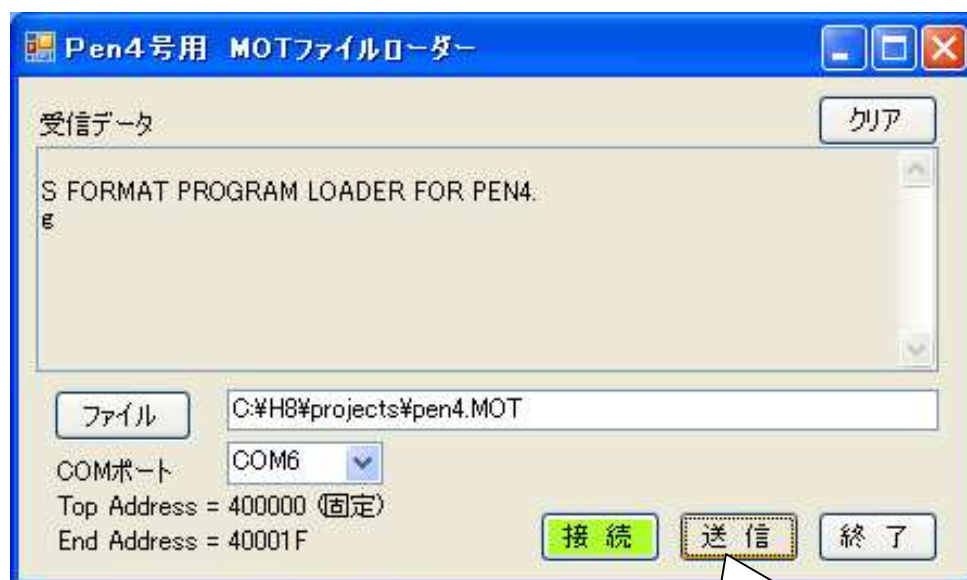 Pen4号用 MOTファイルローダー
受信データ
クリア
S FORMAT PROGRAM LOADER FOR PEN4.
g
ファイル
C:¥H8¥projects¥pen4.MOT
COMポート
COM6
Top Address = 400000 (固定)
End Address = 40001F
接 続
送 信
終 了